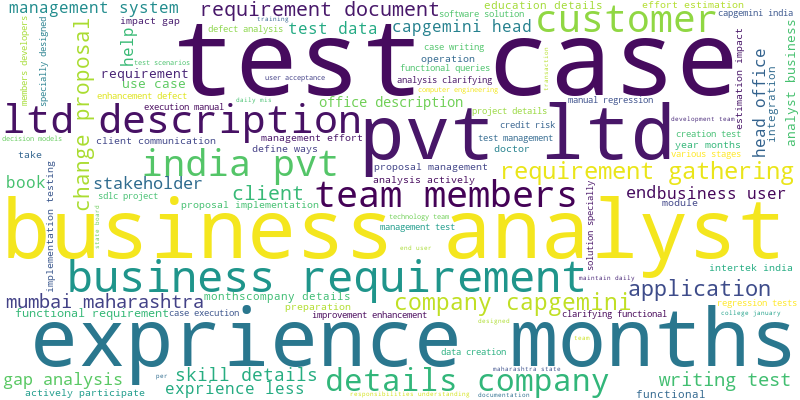 management system
requirement document
education details
effort estimation
impact gap
training
software solution
customer
capgemini india
members developers
specially designed
change proposal
help
defect analysis
test data
capgemini head
test case
case writing
operation
test scenarios
functional queries
requirement
user acceptance
analysis clarifying
transaction
use case
computer engineering
estimation impact
head office
integration
analyst business
enhancement defect
daily mis
office description
manual regression
execution manual
project details
ltd description
pvt ltd
credit risk
development team
client communication
test management
creation test
decision models
management effort
year months
define ways
doctor
various stages
take
india pvt
proposal management
requirement gathering
implementation testing
analysis actively
book
stakeholder
client
team members
end
business user
sdlc project
proposal implementation
module
state board
technology team
business analyst
management test
solution specially
end user
business requirement
intertek india
maintain daily
application
mumbai maharashtra
monthscompany details
company capgemini
regression tests
preparation
functional requirement
case execution
improvement enhancement
clarifying functional
college january
designed
exprience months
team
data creation
maharashtra state
gap analysis
skill details
details company
writing test
per
actively participate
exprience less
responsibilities understanding
documentation
functional